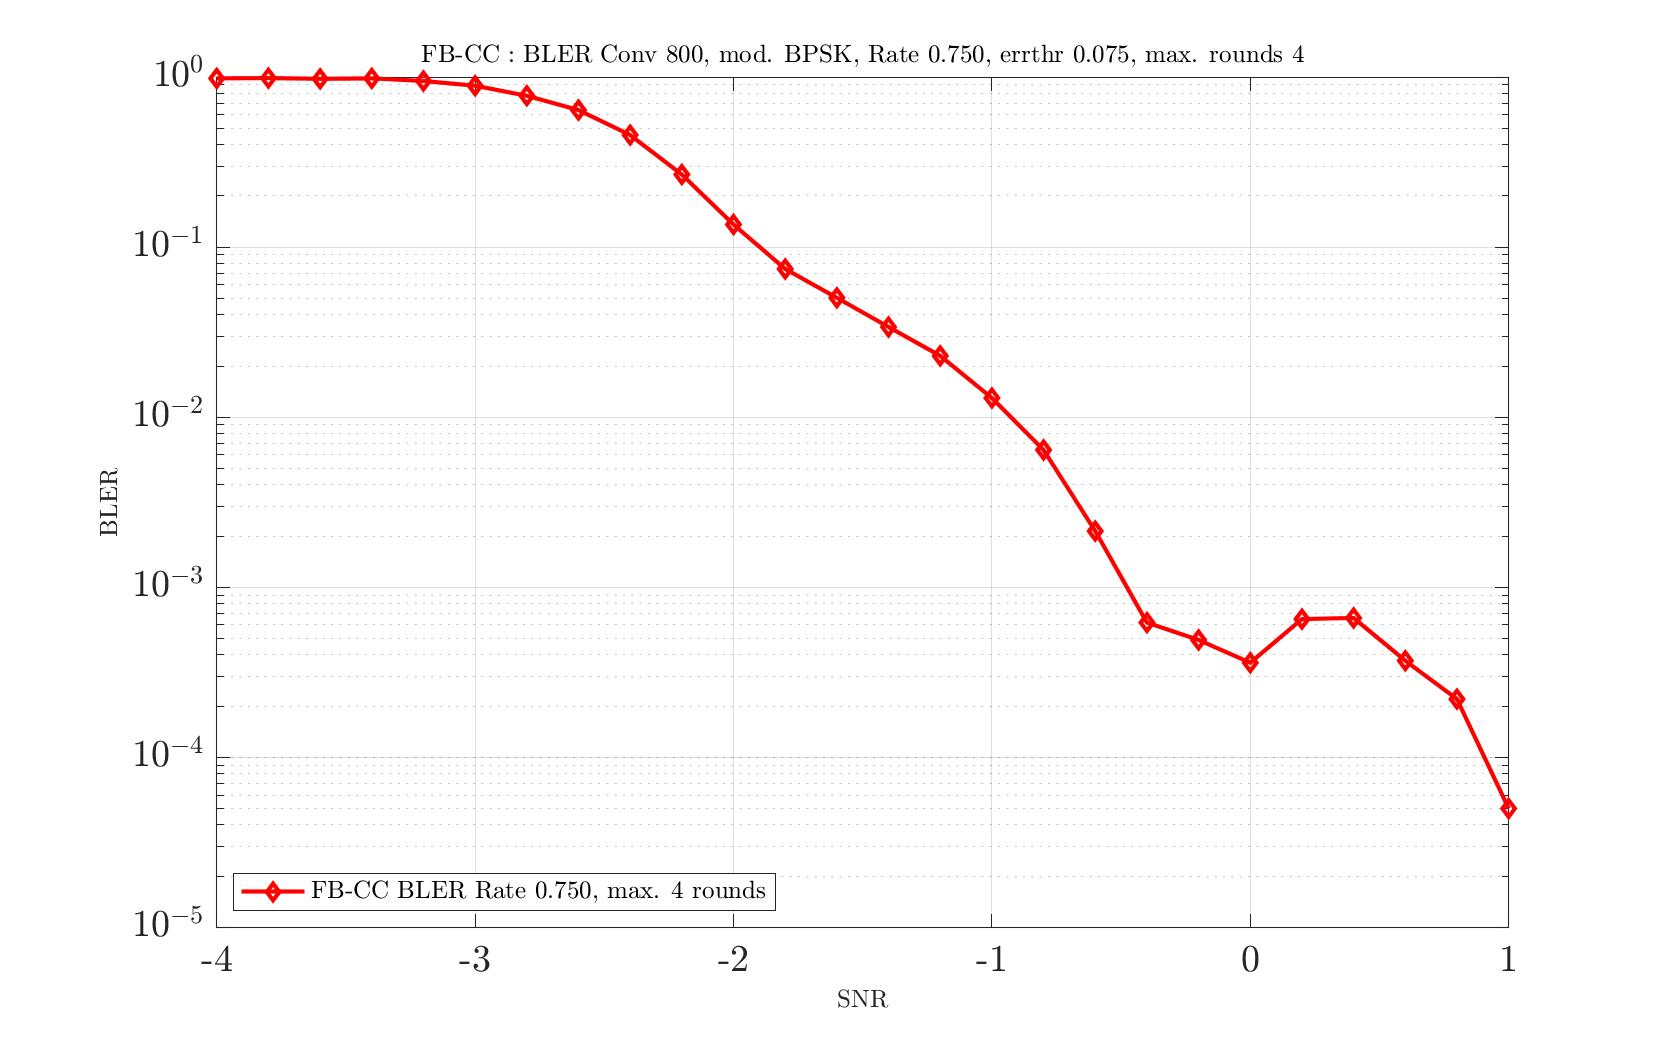 FB-CC : BLER Conv 800, mod. BPSK, Rate 0.750, errthr 0.075, max. rounds 4
10^0
10^-1
10^-2
10^-3
10^-4
10^-5
BLER
FB-CC BLER Rate 0.750, max. 4 rounds
-4 -3 -2 -1 0 1
SNR